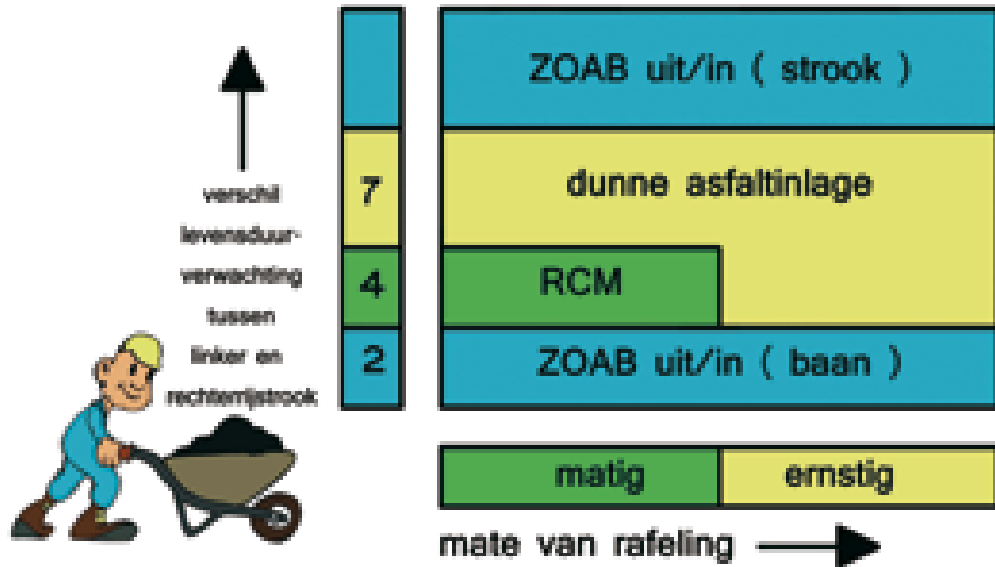 ZOAB uit/in ( strook )
7
dunne asfaltinlage
verschil
levensduur-
verwachting
tussen
linker en
rechterrijstrook
4
RCM
2
ZOAB uit/in ( baan )
matig
ernstig
mate van rafeling